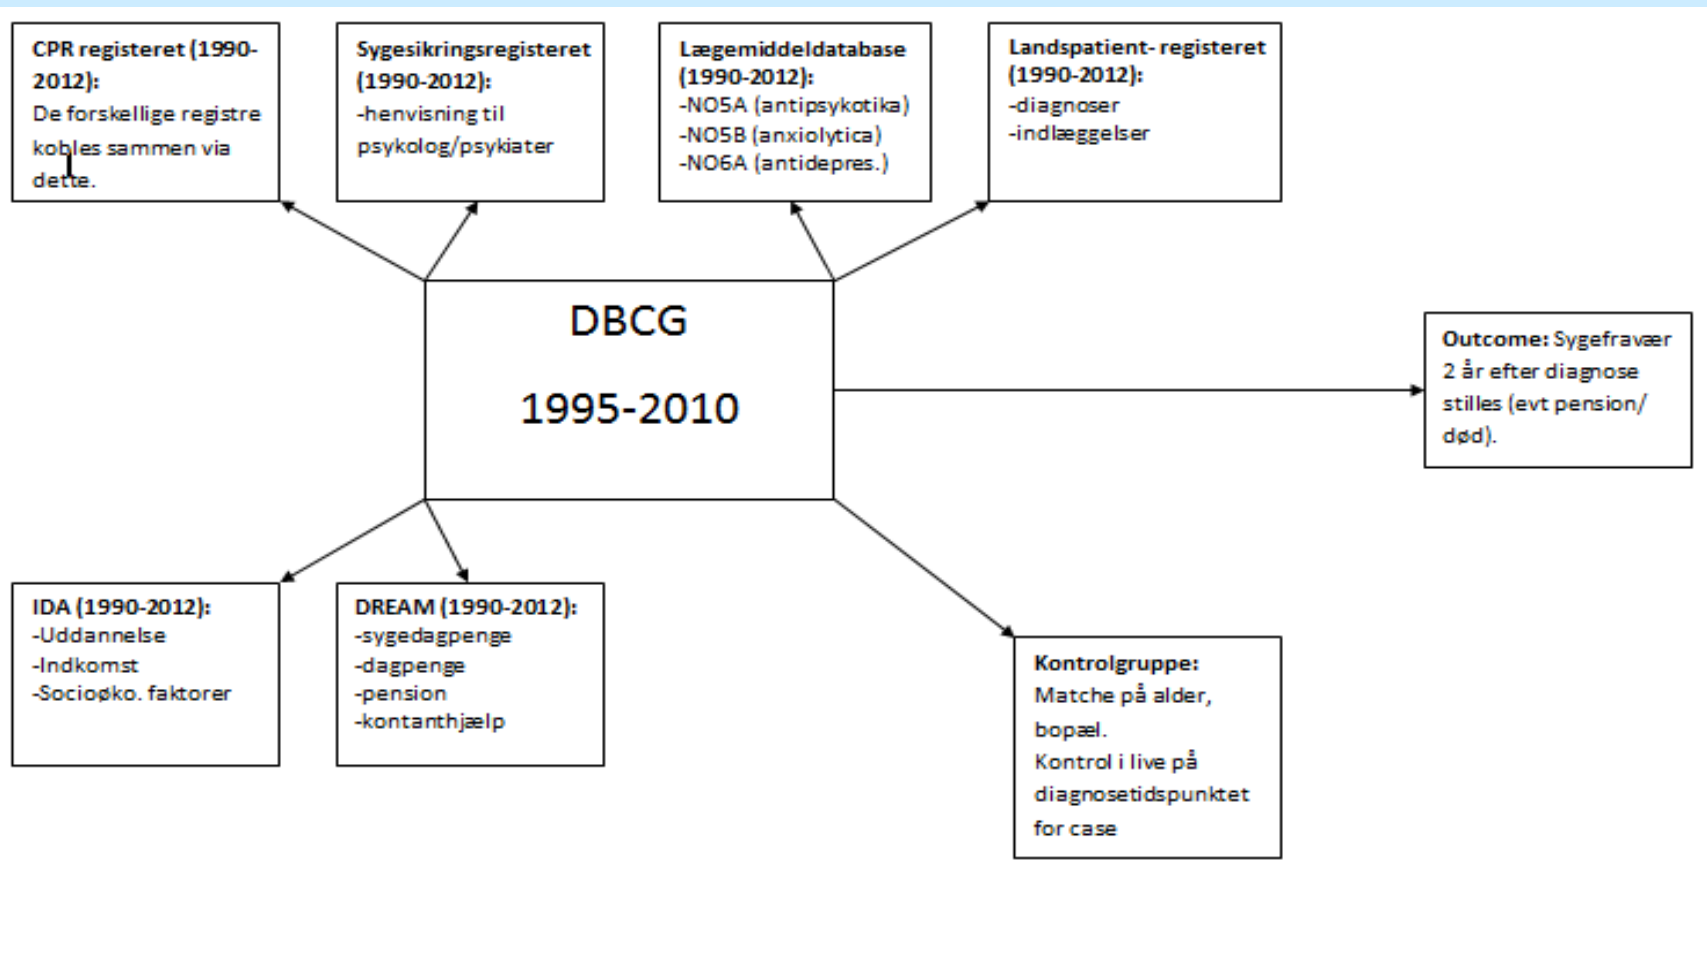 CPR registeret (1990-
2012):
De forskellige registre
kobles sammen via
dette.
Sygesikringsregisteret
(1990-2012):
-henvisning til
psykolog/psykiater
Lægemiddeldatabase
(1990-2012):
-NO5A (antipsykotika)
-NO5B (anxiolytica)
-NO6A (antidepres.)
Landspatient- registeret
(1990-2012):
-diagnoser
-indlæggelser
DBCG
1995-2010
Outcome: Sygefravær
2 år efter diagnose
stilles (evt pension/
død).
IDA (1990-2012):
-Uddannelse
-Indkomst
-Socioøko. faktorer
DREAM (1990-2012):
-sygedagpenge
-dagpenge
-pension
-kontanthjælp
Kontrolgruppe:
Matche på alder,
bopæl.
Kontrol i live på
diagnosetidspunktet
for case